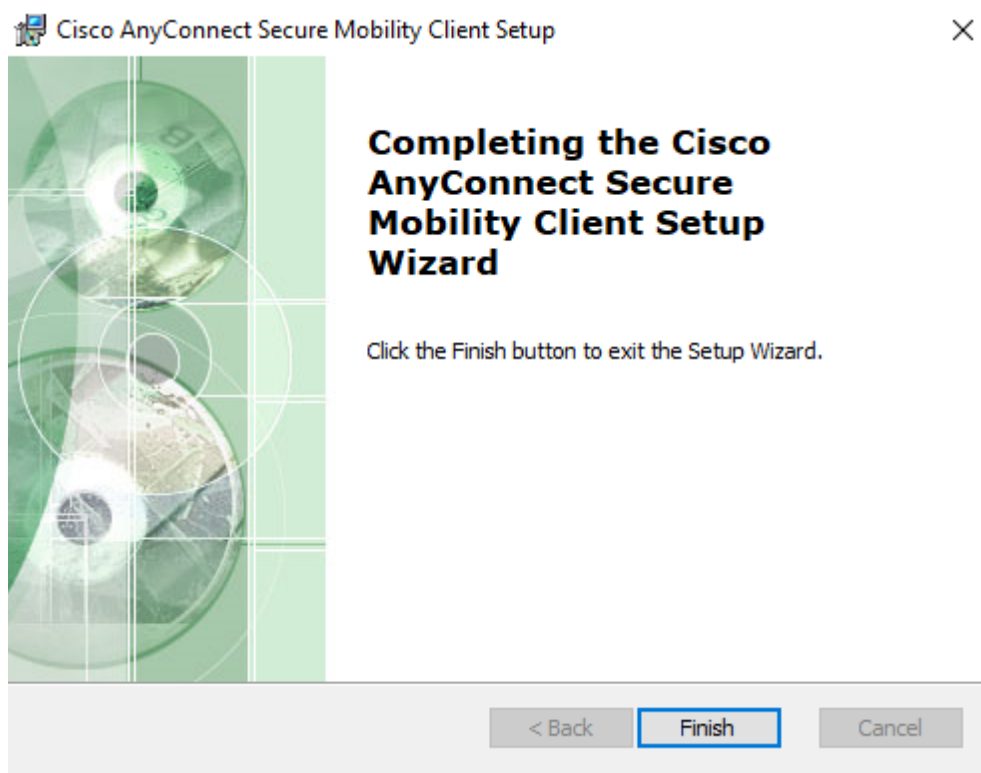 Cisco AnyConnect Secure Mobility Client Setup
Completing the Cisco
AnyConnect Secure
Mobility Client Setup
Wizard
Click the Finish button to exit the Setup Wizard.
< Back
Finish
Cancel